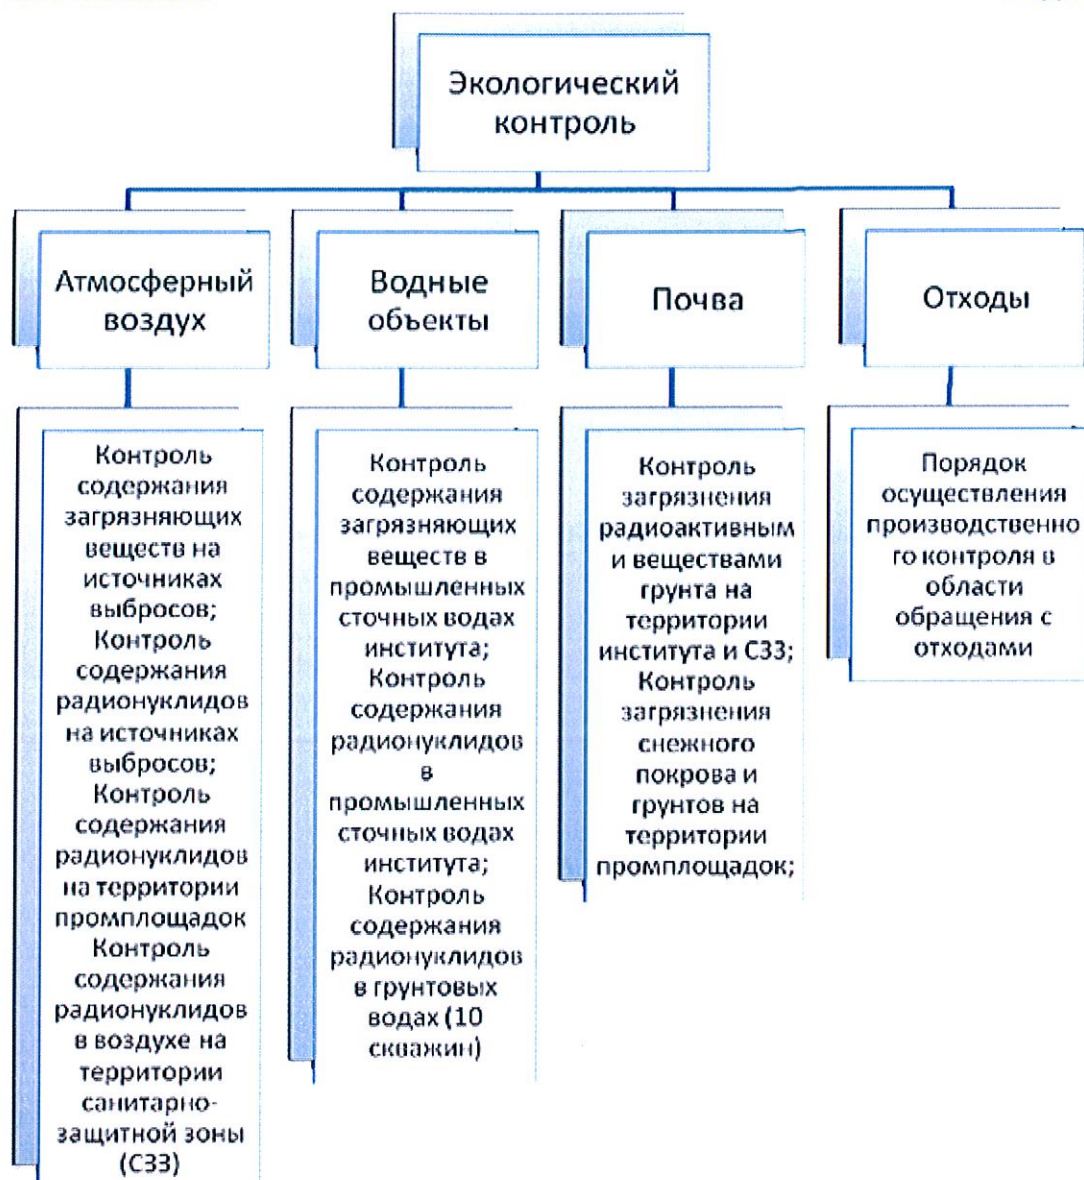 Экологический
контроль
Атмосферный
воздух
Водные
объекты
Почва
Отходы
Контроль
содержания
загрязняющих
веществ на
источниках
выбросов;
Контроль
содержания
радионуклидов
на источниках
выбросов;
Контроль
содержания
радионуклидов
на территории
промплощадок
Контроль
содержания
радионуклидов
в воздухе на
территории
санитарно-
защитной зоны
(СЗЗ)
Контроль
содержания
загрязняющих
веществ в
промышленных
сточных водах
института;
Контроль
содержания
радионуклидов
в
промышленных
сточных водах
института;
Контроль
содержания
радионуклидов
в грунтовых
водах (10
скважин)
Контроль
загрязнения
радиоактивным
и веществами
грунта на
территории
института и СЗЗ;
Контроль
загрязнения
снежного
покрова и
грунтов на
территории
промплощадок;
Порядок
осуществления
производственно
го контроля в
области
обращения с
отходами